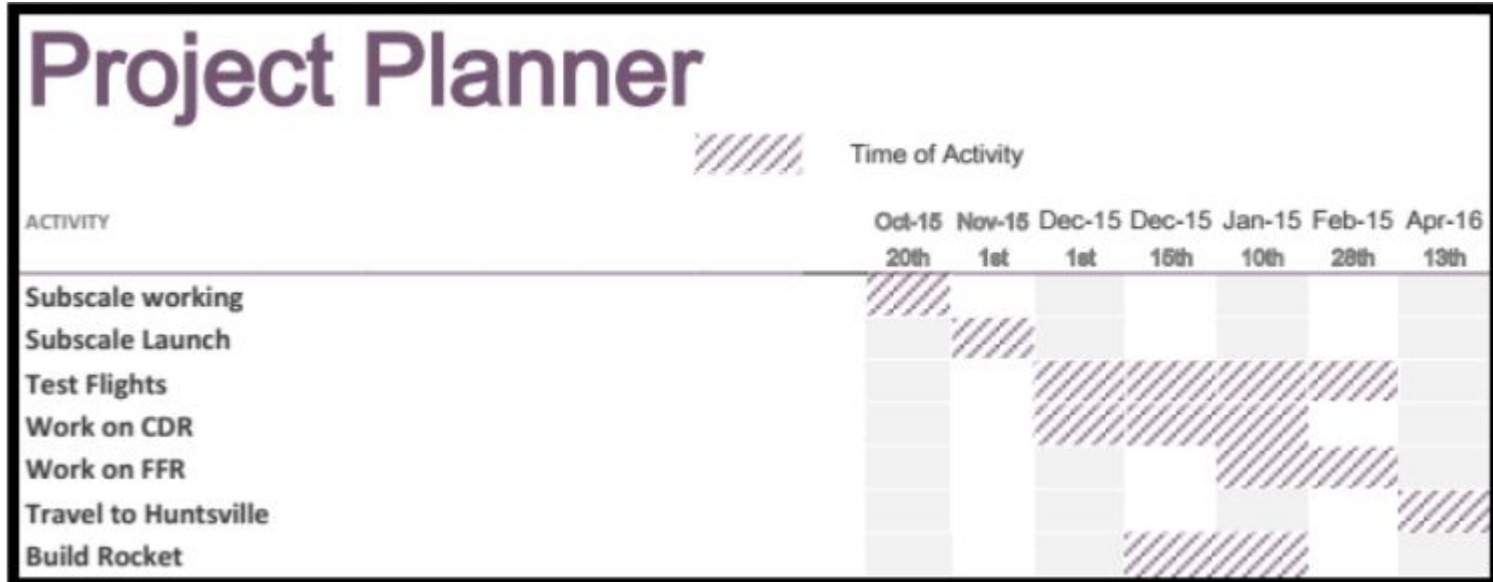 Project Planner
Time of Activity
ACTIVITY Oct-15 Nov-15 Dec-15 Dec-15 Jan-15 Feb-15 Apr-16
20th 1st 1st 15th 10th 28th 13th
Subscale working
Subscale Launch
Test Flights
Work on CDR
Work on FFR
Travel to Huntsville
Build Rocket